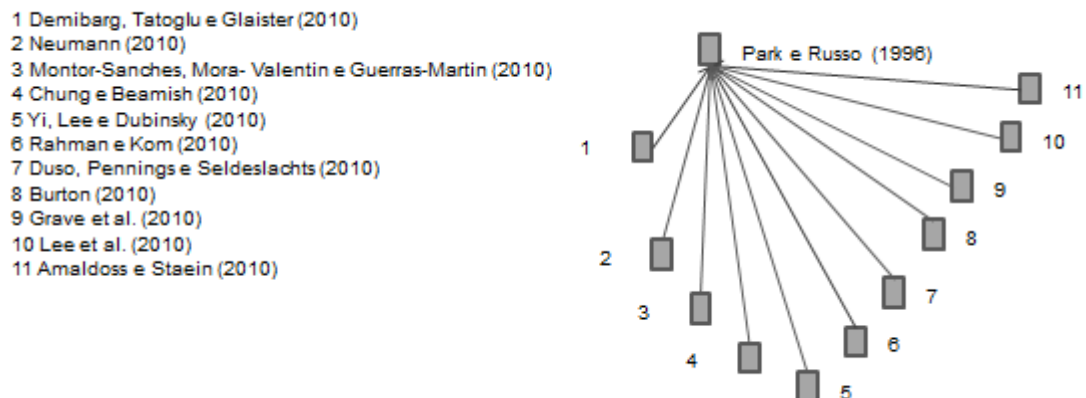 1 Demibarg, Tatoglu e Glaister (2010)
2 Neumann (2010)
3 Montor-Sanches, Mora- Valentin e Guerras-Martin (2010)
4 Chung e Beamish (2010)
5 Yi, Lee e Dubinsky (2010)
6 Rahman e Korn (2010)
7 Duso, Pennings e Seldeslachts (2010)
8 Burton (2010)
9 Grave et al. (2010)
10 Lee et al. (2010)
11 Amaldoss e Staein (2010)
Park e Russo (1996)
11
10
1
9
8
2
7
3
6
4
5